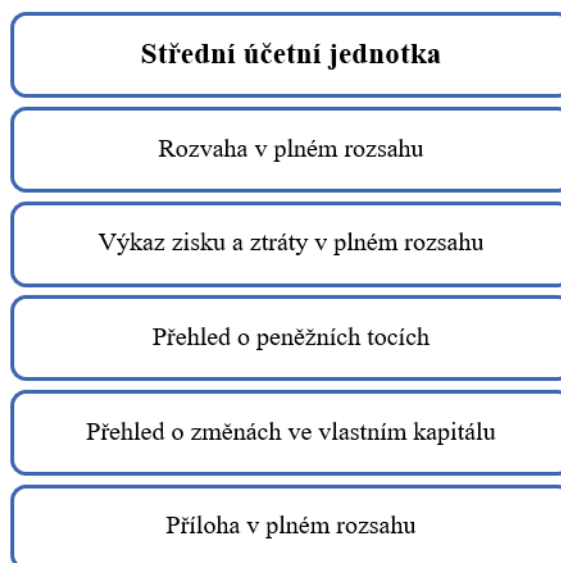 Střední účetní jednotka
Rozvaha v plném rozsahu
Výkaz zisku a ztráty v plném rozsahu
Přehled o peněžních tocích
Přehled o změnách ve vlastním kapitálu
Příloha v plném rozsahu